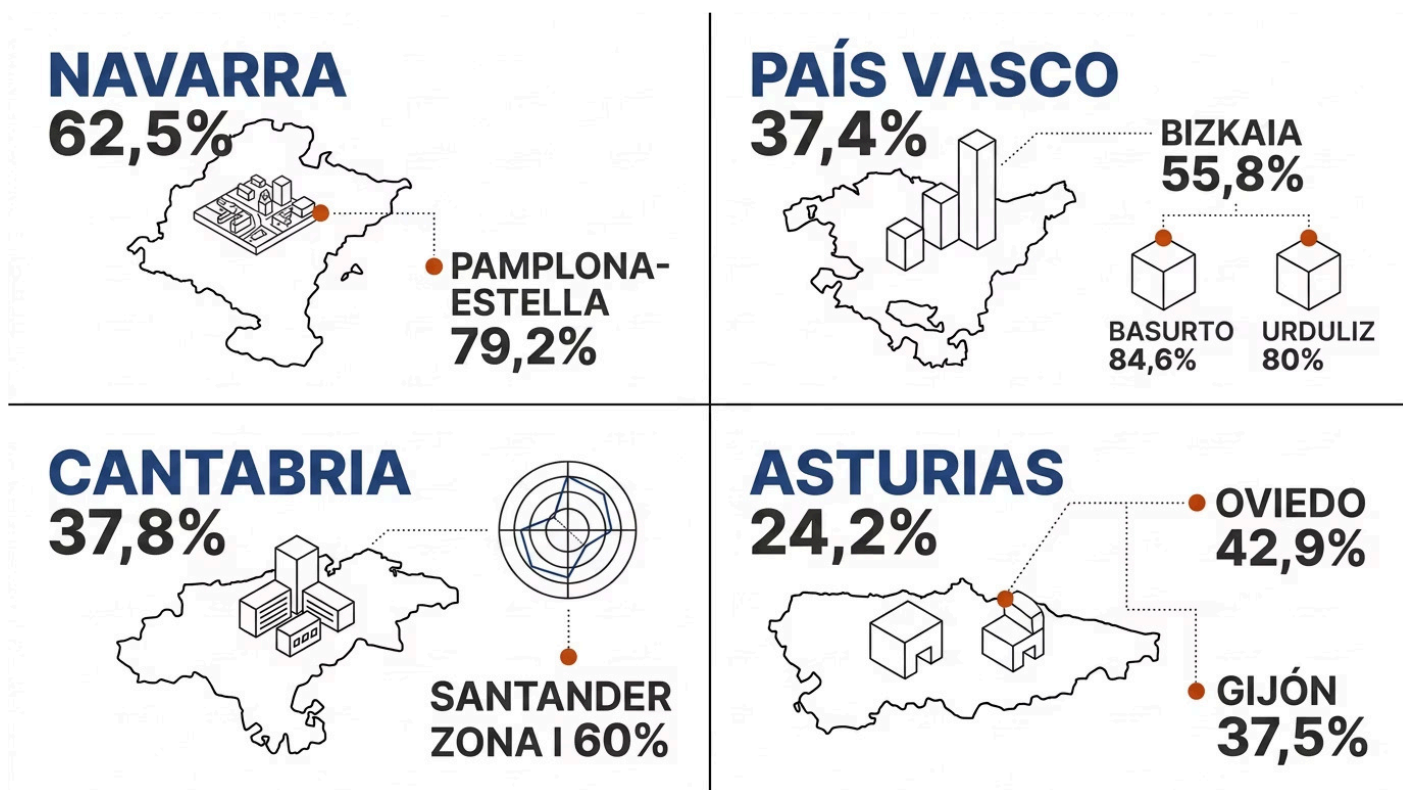 NAVARRA
62,5%
PAMPLONA-
ESTELLA
79,2%
PAÍS VASCO
37,4%
BIZKAIA
55,8%
BASURTO
84,6%
URDULIZ
80%
CANTABRIA
37,8%
SANTANDER
ZONA I 60%
ASTURIAS
24,2%
OVIEDO
42,9%
GIJÓN
37,5%